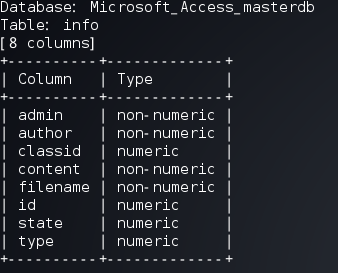 Database: Microsoft_Access_masterdb
Table: info
[8 columns]
+----------+-------------+
| Column   | Type        |
+----------+-------------+
| admin    | non-numeric |
| author   | non-numeric |
| classid  | numeric     |
| content  | non-numeric |
| filename | non-numeric |
| id       | numeric     |
| state    | numeric     |
| type     | numeric     |
+----------+-------------+